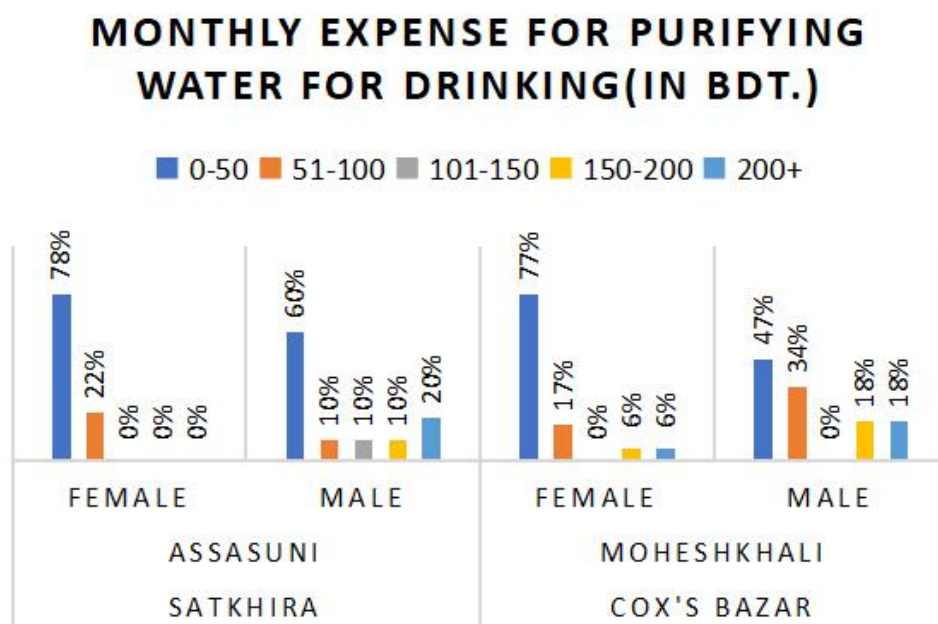 MONTHLY EXPENSE FOR PURIFYING
WATER FOR DRINKING(IN BDT.)
0-50 51-100 101-150 150-200 200+
78% 22% 0% 0% 0% 60% 10% 10% 10% 20% 77% 17% 0% 6% 6% 47% 34% 0% 18% 18%
FEMALE MALE FEMALE MALE
ASSASUNI MOHESHKHALI
SATKHIRA COX'S BAZAR